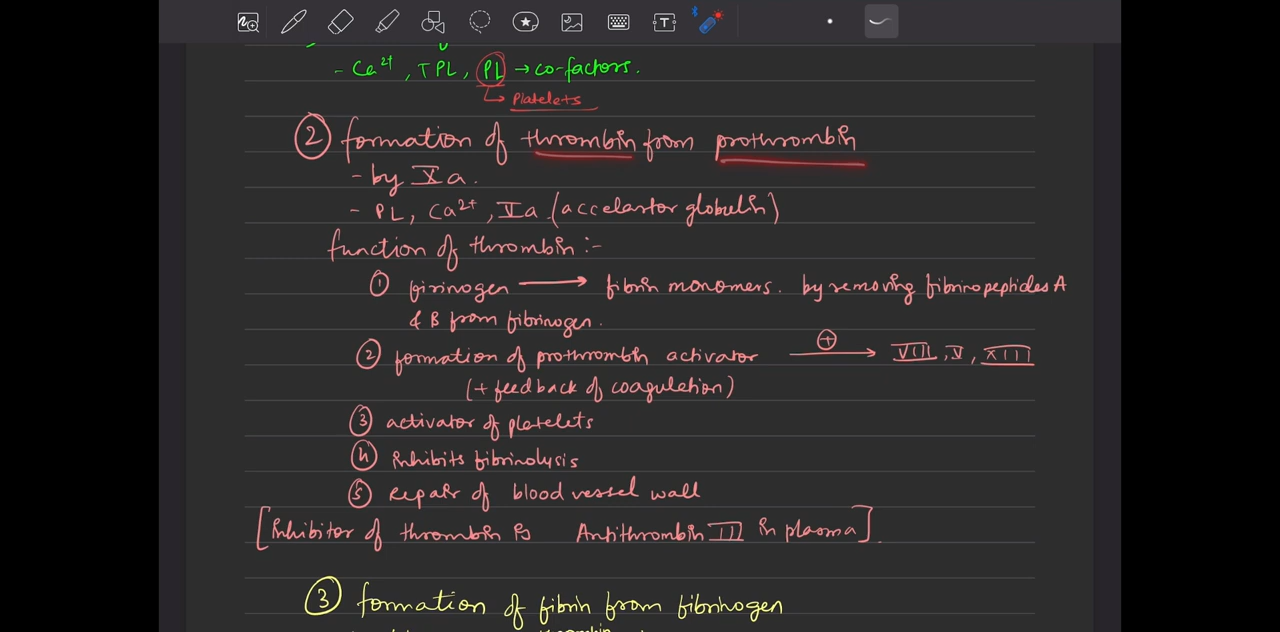 - Ca²⁺, TPL, PL → co-factors.
↳ Platelets
② formation of thrombin from prothrombin
- by Xa.
- PL, Ca²⁺, Va (accelastor globulin)
function of thrombin :-
① firinogen → fibrin monomers. by removing fibrinopeptides A
& B from fibrinogen.
② formation of prothrombin activator ⊕→ VIII, V, XIII
(+ feedback of coagulation)
③ activator of platelets
④ inhibits fibrinolysis
⑤ repair of blood vessel wall
[Inhibitor of thrombin is Antithrombin III in plasma].
③ formation of fibrin from fibrinogen